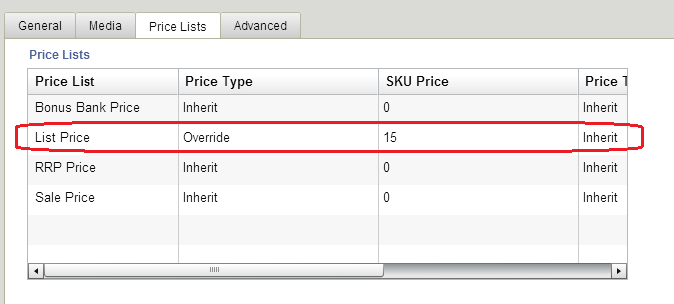 General Media Price Lists Advanced
Price Lists
Price List Price Type SKU Price Price T
Bonus Bank Price Inherit 0 Inherit
List Price Override 15 Inherit
RRP Price Inherit 0 Inherit
Sale Price Inherit 0 Inherit